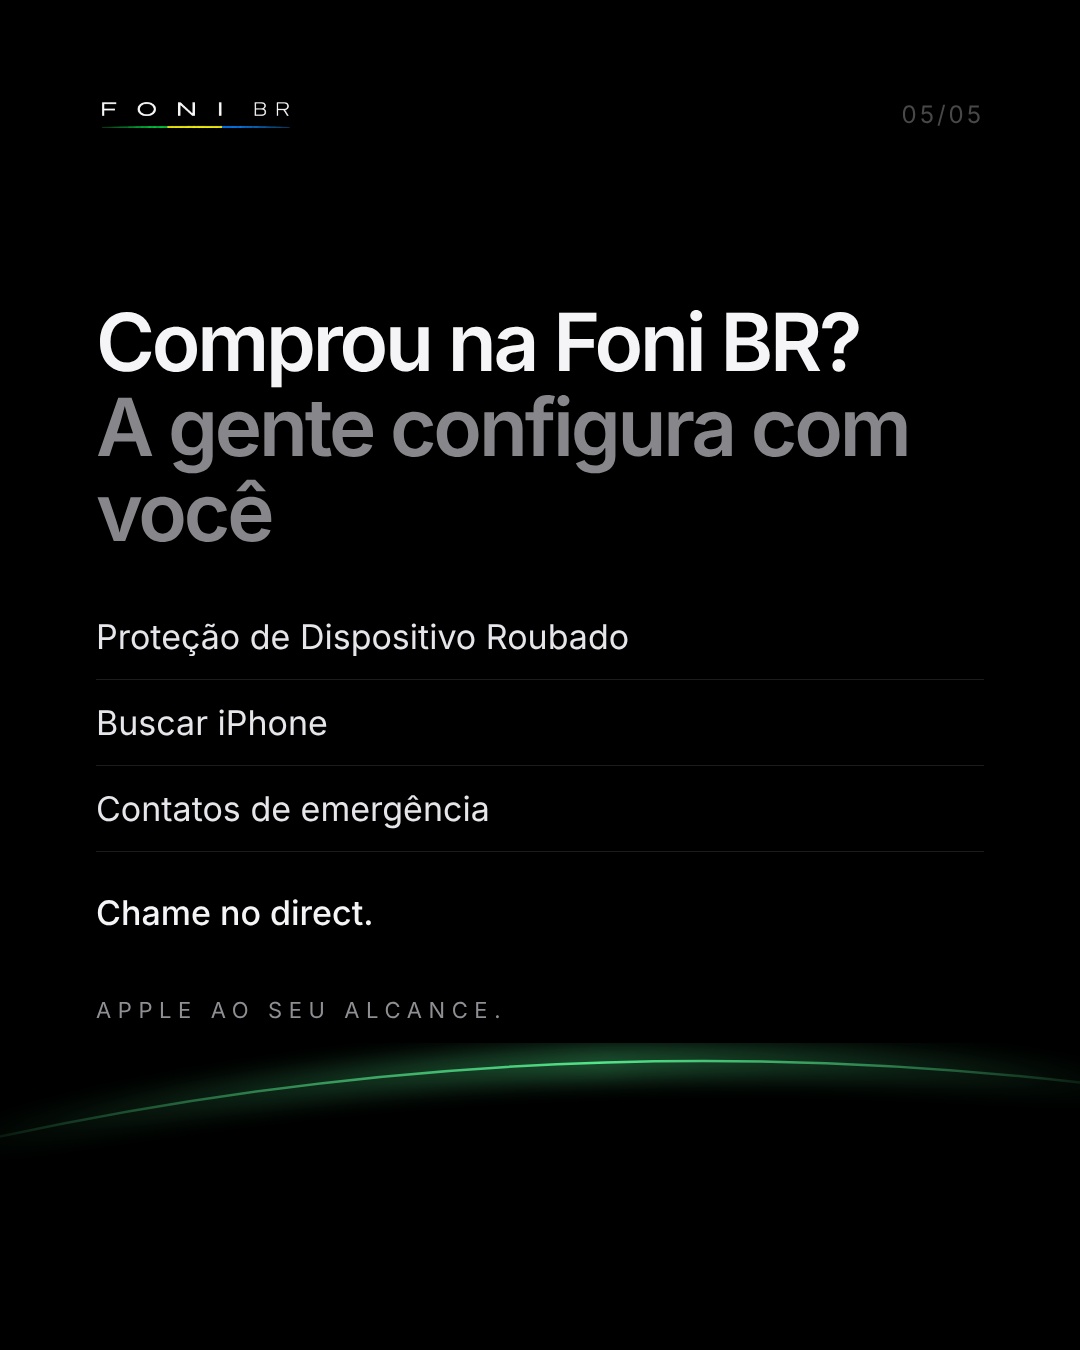 FONI BR
05/05
Comprou na Foni BR?
A gente configura com
você
Proteção de Dispositivo Roubado
Buscar iPhone
Contatos de emergência
Chame no direct.
APPLE AO SEU ALCANCE.